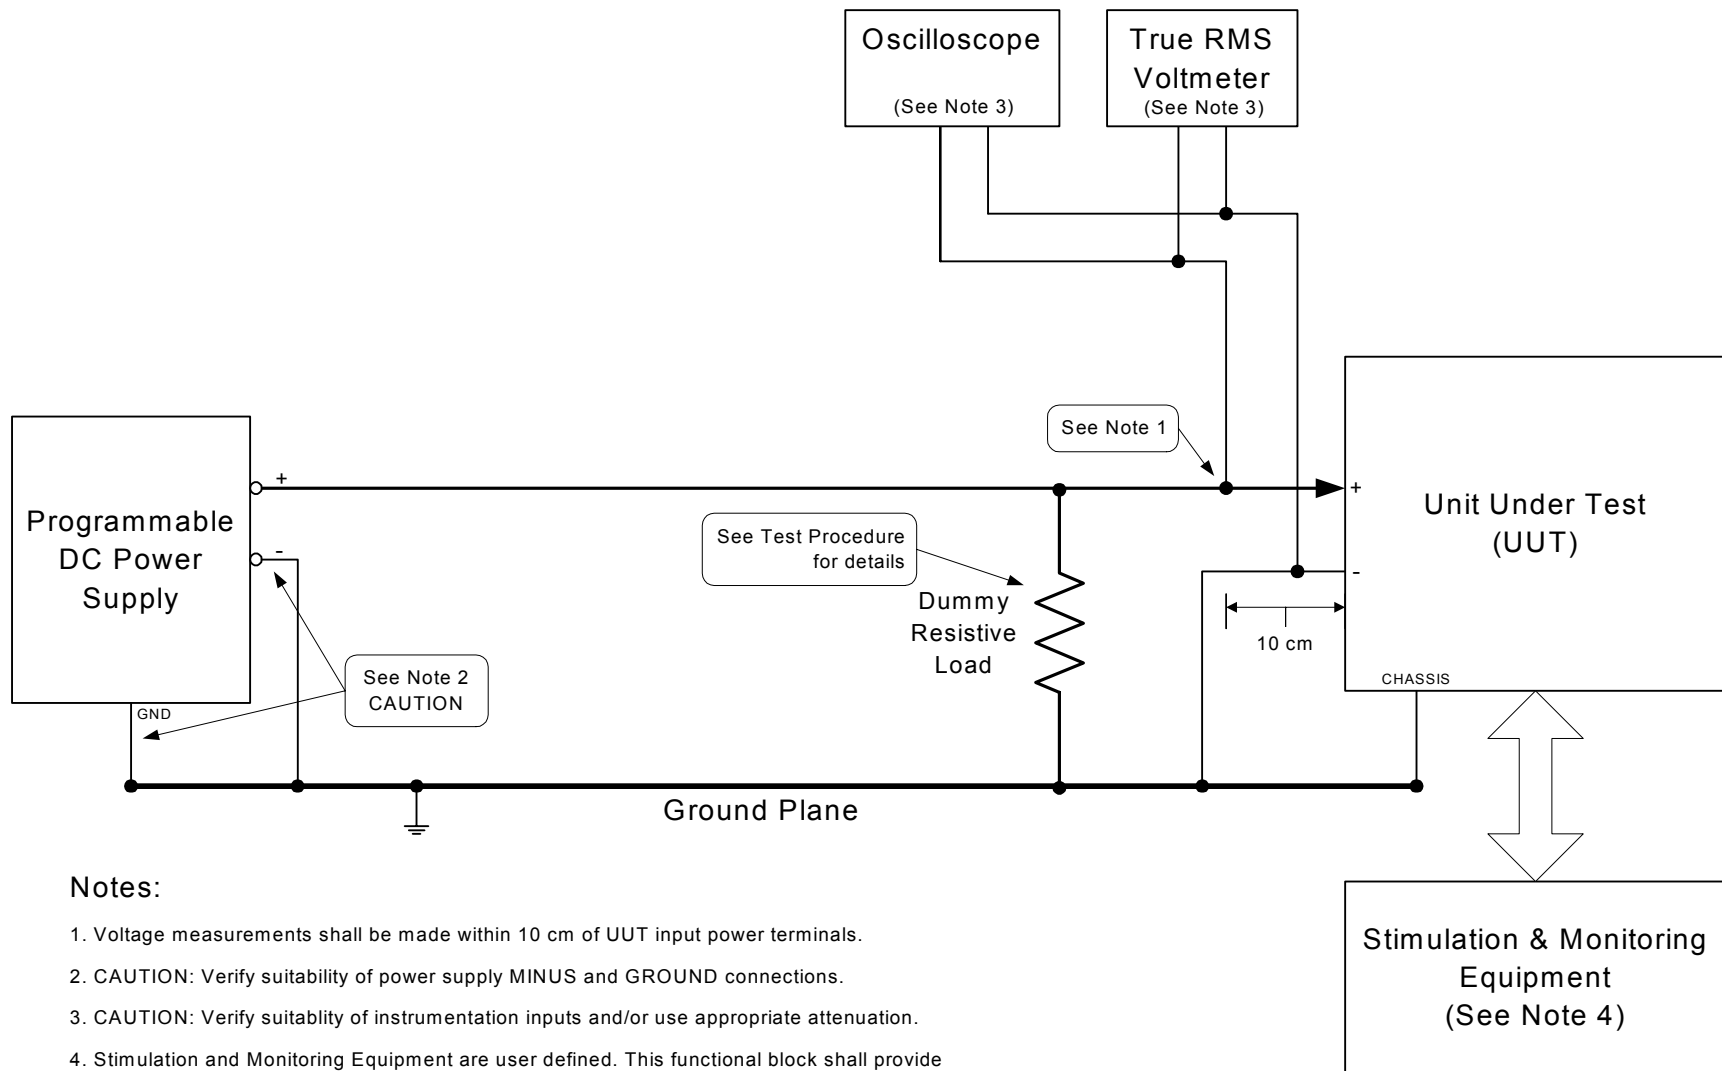 Oscilloscope
(See Note 3)
True RMS
Voltmeter
(See Note 3)
See Note 1
Programmable
DC Power
Supply
+
-
GND
See Note 2
CAUTION
See Test Procedure
for details
Dummy
Resistive
Load
+
-
Unit Under Test
(UUT)
10 cm
CHASSIS
Ground Plane
Stimulation & Monitoring
Equipment
(See Note 4)
Notes:
1. Voltage measurements shall be made within 10 cm of UUT input power terminals.
2. CAUTION: Verify suitability of power supply MINUS and GROUND connections.
3. CAUTION: Verify suitablity of instrumentation inputs and/or use appropriate attenuation.
4. Stimulation and Monitoring Equipment are user defined. This functional block shall provide